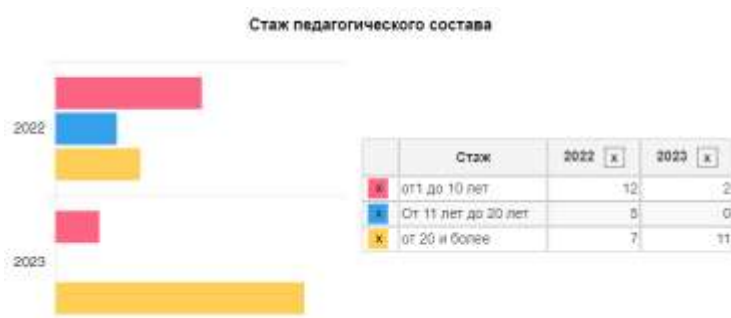 Стаж педагогического состава
2022
2023
Стаж 2022 x 2023 x
x от1 до 10 лет 12 2
x От 11 лет до 20 лет 5 0
x от 20 и более 7 11